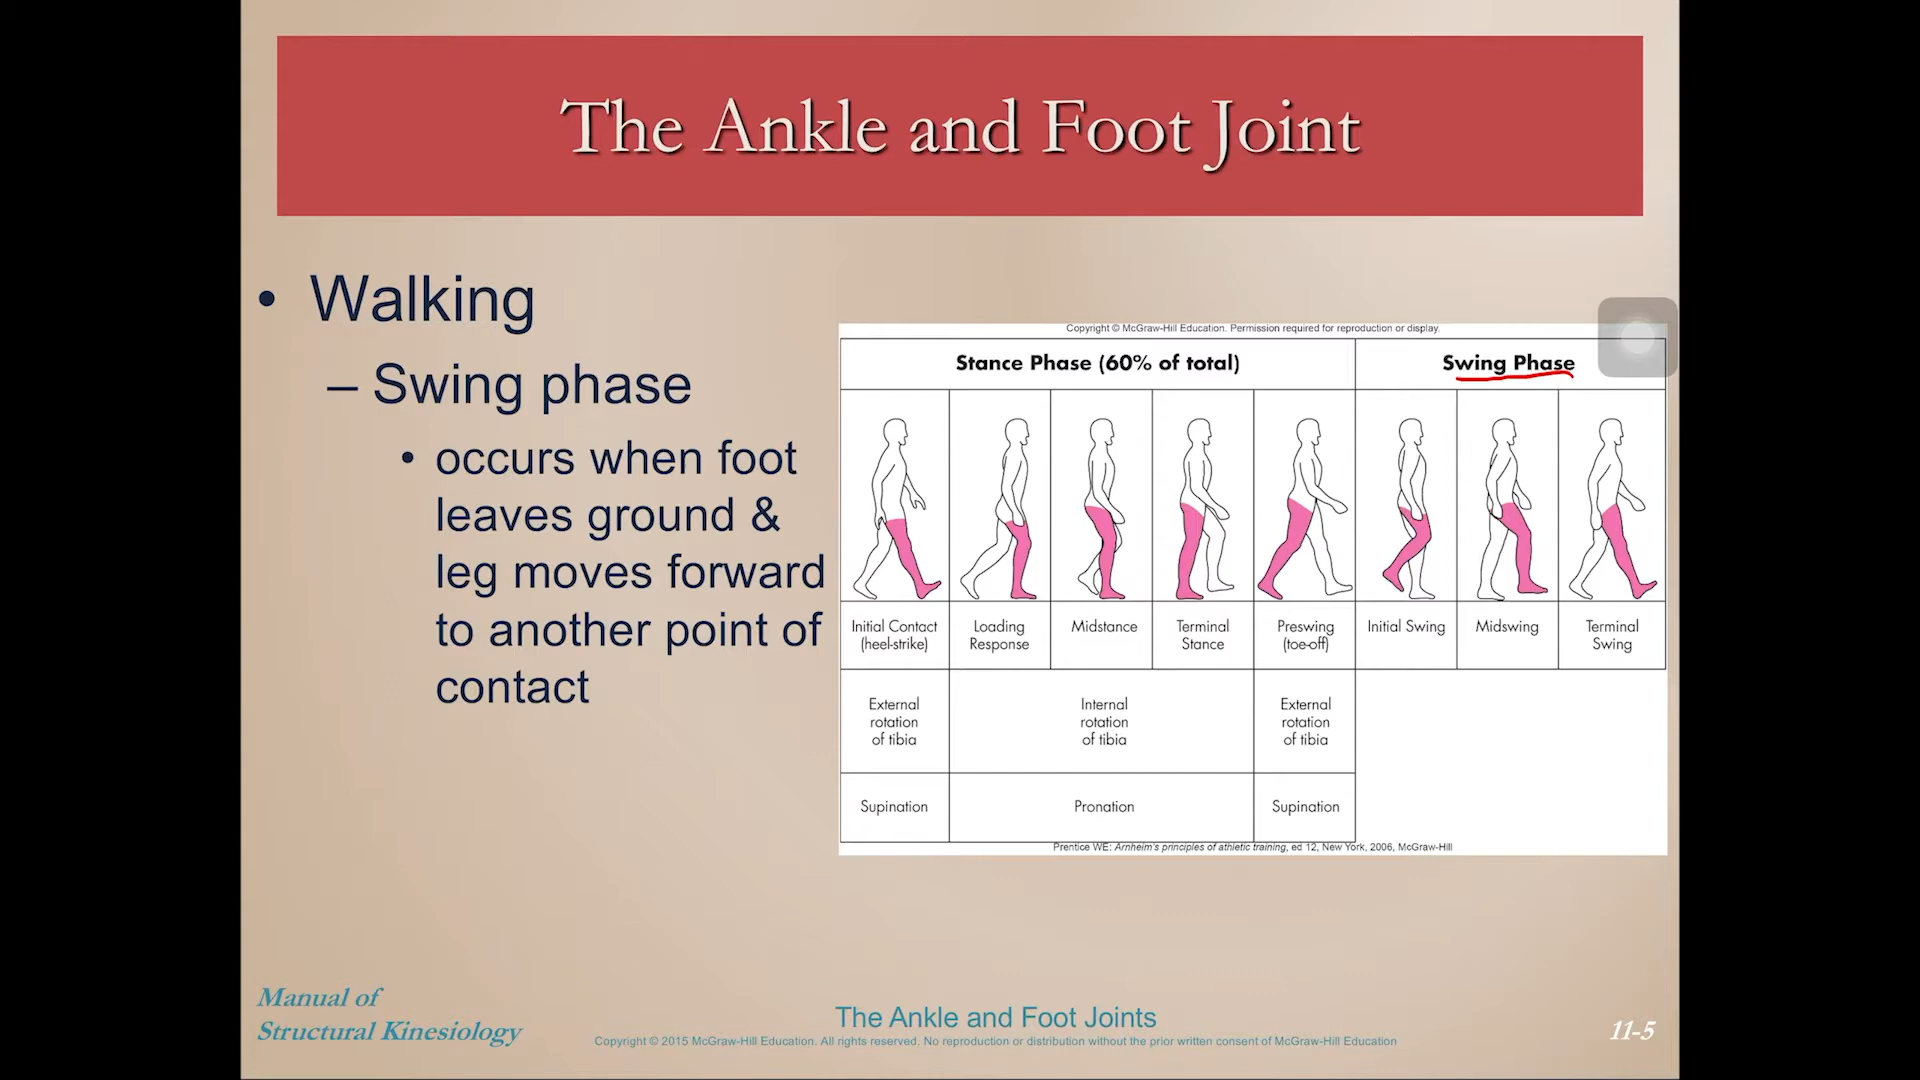 The Ankle and Foot Joint
• Walking
– Swing phase
• occurs when foot
leaves ground &
leg moves forward
to another point of
contact
Copyright © McGraw-Hill Education. Permission required for reproduction or display.
Stance Phase (60% of total)
Swing Phase
Initial Contact
(heel-strike)
Loading
Response
Midstance
Terminal
Stance
Preswing
(toe-off)
Initial Swing
Midswing
Terminal
Swing
External
rotation
of tibia
Internal
rotation
of tibia
External
rotation
of tibia
Supination
Pronation
Supination
Prentice WE: Arnheim's principles of athletic training, ed 12, New York, 2006, McGraw-Hill
Manual of
Structural Kinesiology
The Ankle and Foot Joints
Copyright © 2015 McGraw-Hill Education. All rights reserved. No reproduction or distribution without the prior written consent of McGraw-Hill Education
11-5